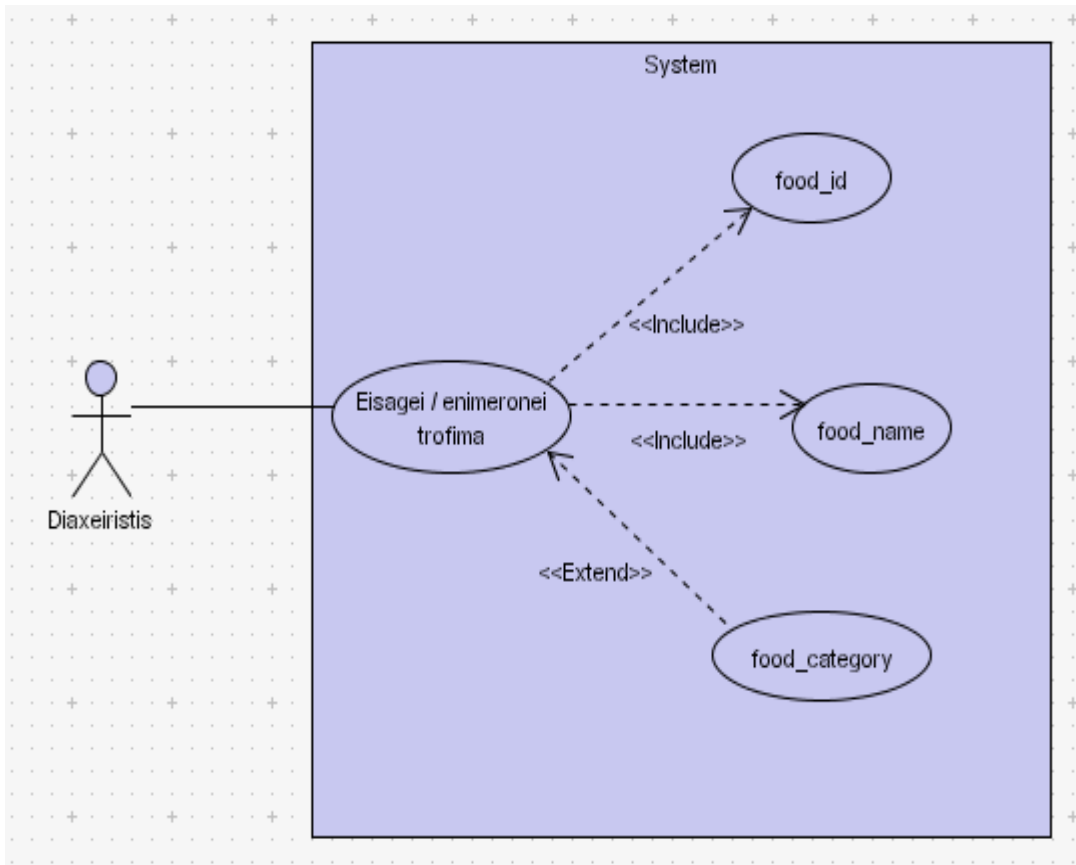 System
food_id
<<Include>>
Eisagei / enimeronei
trofima
food_name
<<Include>>
Diaxeiristis
<<Extend>>
food_category